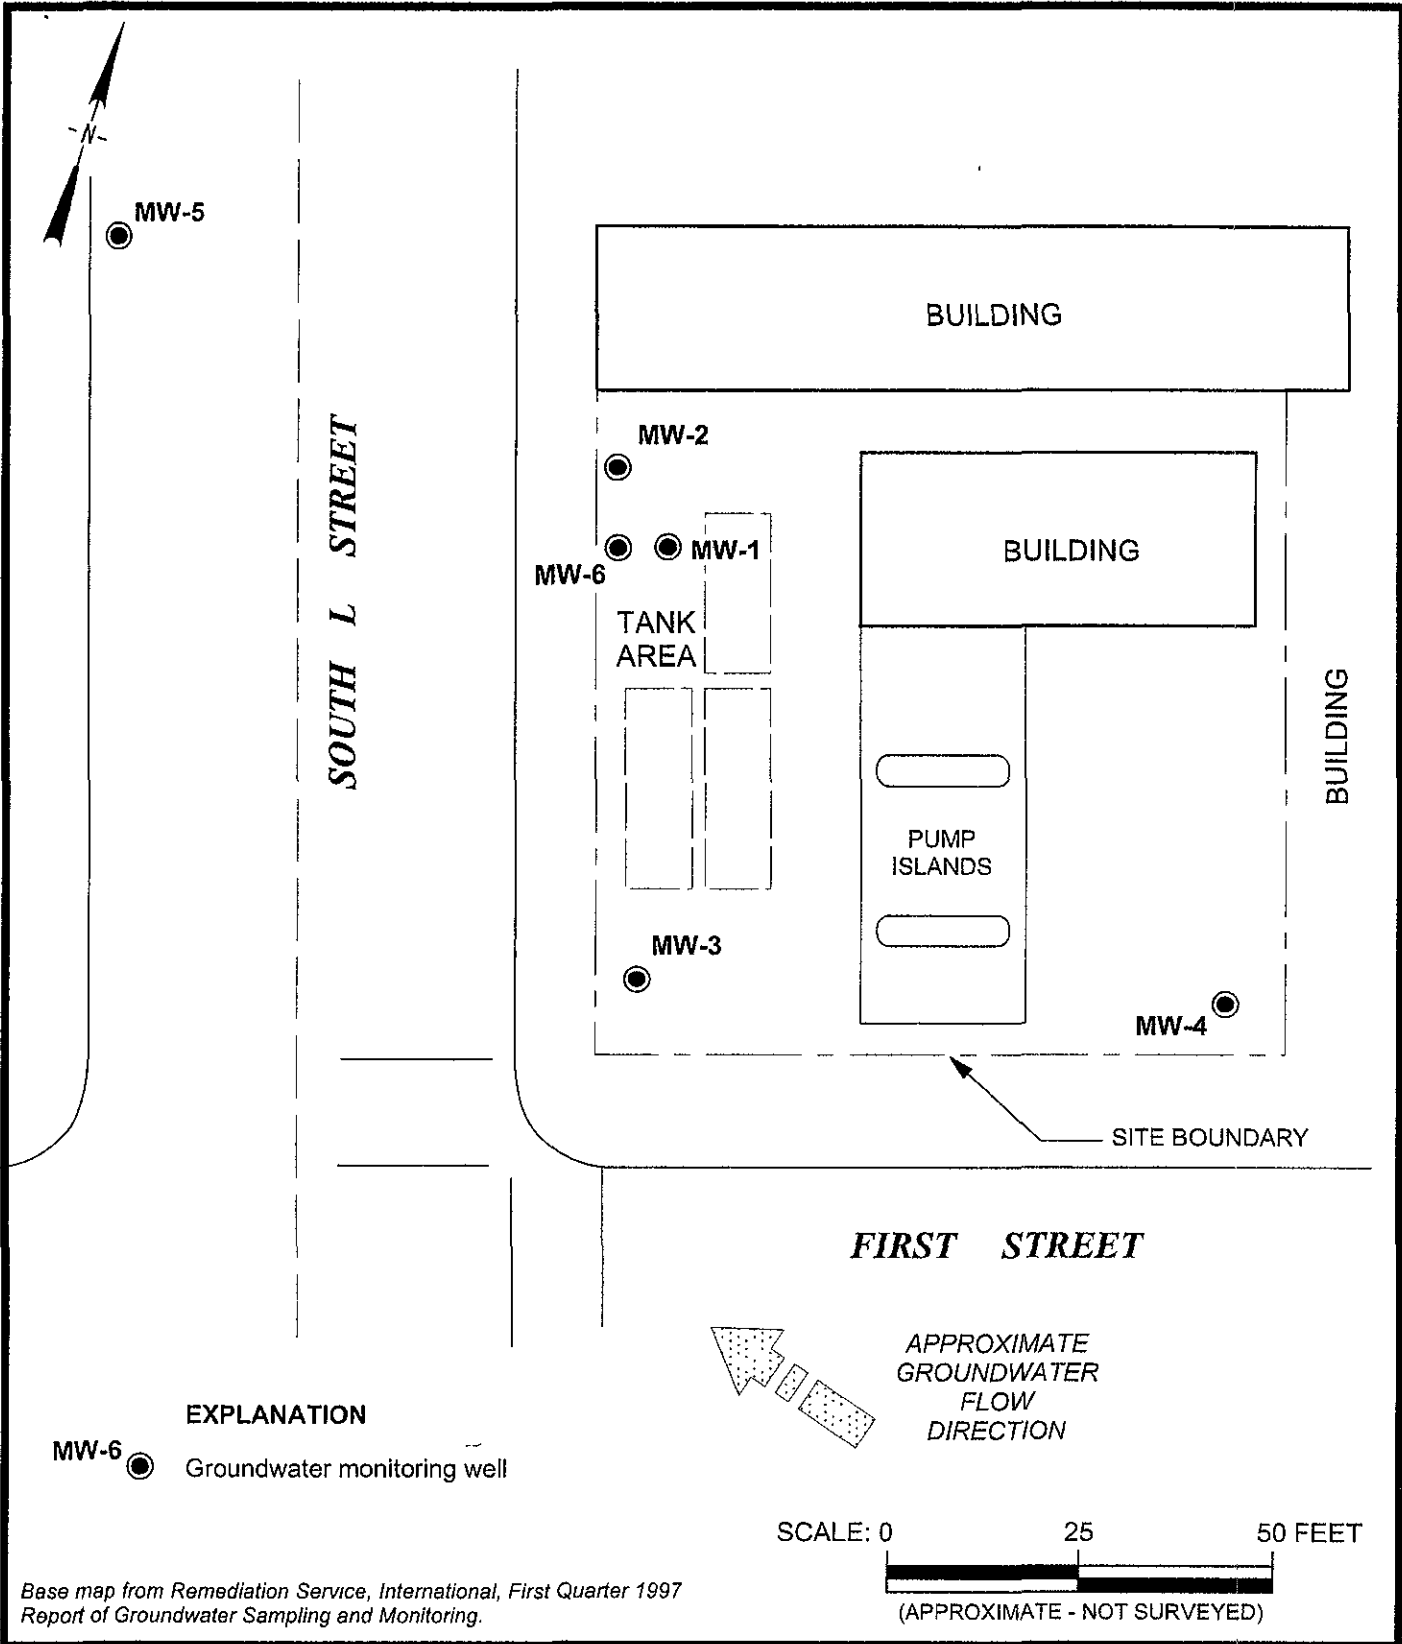 N
MW-5
BUILDING
MW-2
MW-1
MW-6
BUILDING
TANK
AREA
SOUTH L STREET
BUILDING
PUMP
ISLANDS
MW-3
MW-4
SITE BOUNDARY
FIRST STREET
APPROXIMATE
GROUNDWATER
FLOW
DIRECTION
EXPLANATION
MW-6
Groundwater monitoring well
SCALE: 0 25 50 FEET
(APPROXIMATE - NOT SURVEYED)
Base map from Remediation Service, International, First Quarter 1997
Report of Groundwater Sampling and Monitoring.